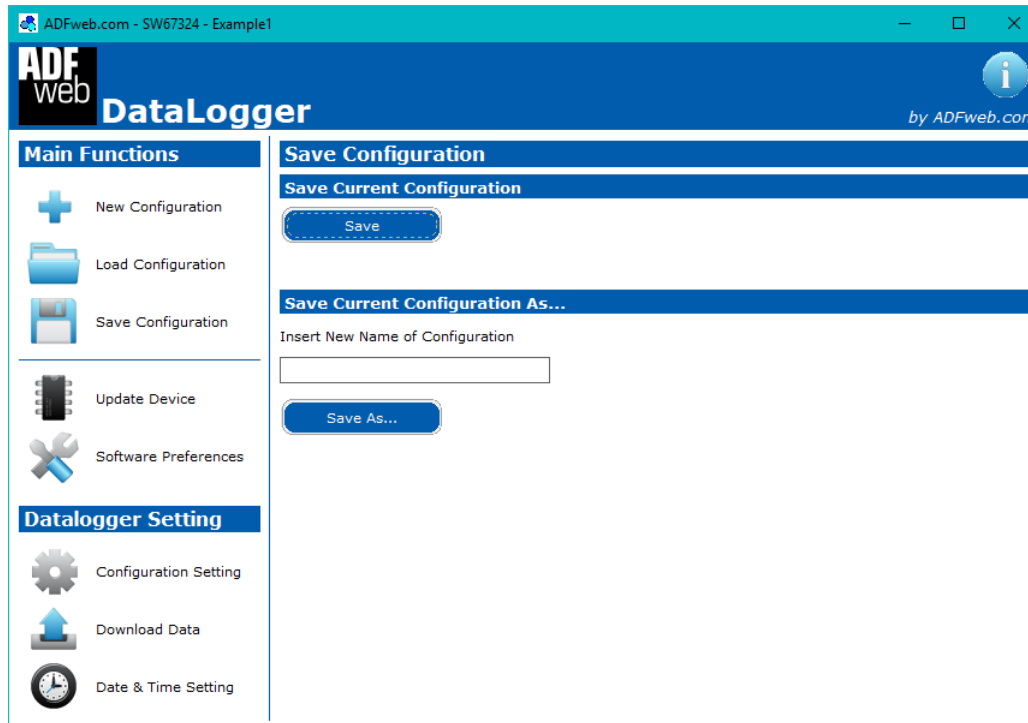 ADFweb.com - SW67324 - Example1
ADF
web
DataLogger
i
by ADFweb.com
Main Functions
New Configuration
Load Configuration
Save Configuration
Update Device
Software Preferences
Datalogger Setting
Configuration Setting
Download Data
Date & Time Setting
Save Configuration
Save Current Configuration
Save
Save Current Configuration As...
Insert New Name of Configuration
Save As...